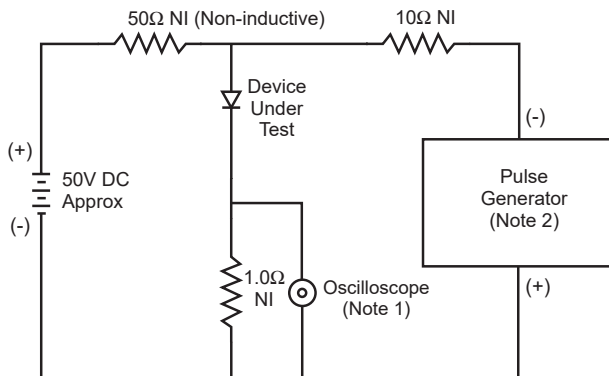 50Ω NI (Non-inductive)
10Ω NI
Device
Under
Test
(+)
50V DC
Approx
(-)
(-)
Pulse
Generator
(Note 2)
(+)
1.0Ω
NI
Oscilloscope
(Note 1)